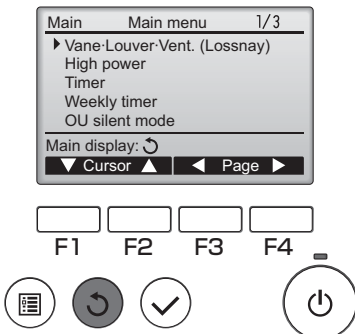 Main Main menu 1/3
Vane·Louver·Vent. (Lossnay)
High power
Timer
Weekly timer
OU silent mode
Main display:
Cursor Page
F1 F2 F3 F4